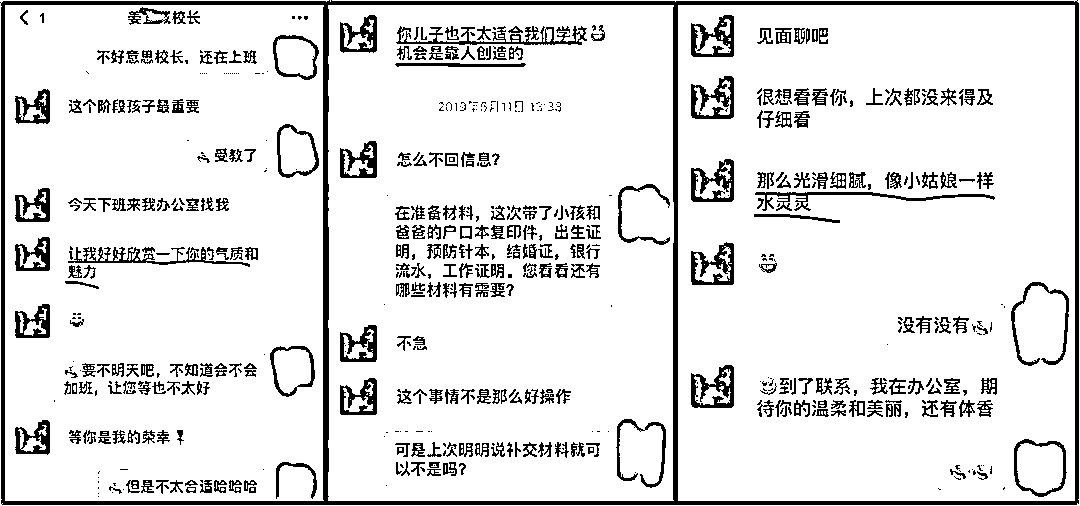 1
姜 校长
不好意思校长，还在上班
这个阶段孩子最重要
受教了
今天下班来我办公室找我
让我好好欣赏一下你的气质和
魅力
要不明天吧，不知道会不会
加班，让您等也不太好
等你是我的荣幸
但是不太合适哈哈哈
你儿子也不太适合我们学校
机会是靠人创造的
2019年6月11日 13:38
怎么不回信息？
在准备材料，这次带了小孩和
爸爸的户口本复印件，出生证
明，预防针本，结婚证，银行
流水，工作证明。您看看还有
哪些材料有需要？
不急
这个事情不是那么好操作
可是上次明明说补交材料就可
以不是吗？
见面聊吧
很想看看你，上次都没来得及
仔细看
那么光滑细腻，像小姑娘一样
水灵灵
没有没有
到了联系，我在办公室，期
待你的温柔和美丽，还有体香